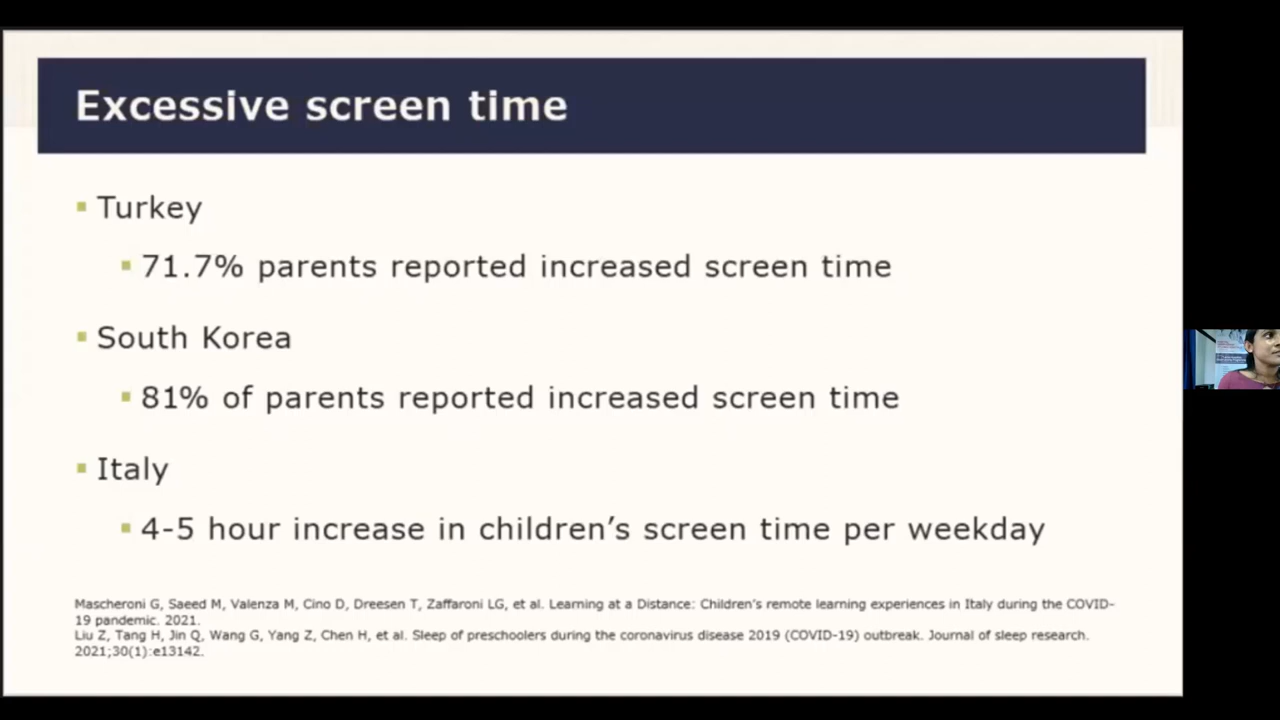 Excessive screen time
▪ Turkey
▪ 71.7% parents reported increased screen time
▪ South Korea
▪ 81% of parents reported increased screen time
▪ Italy
▪ 4-5 hour increase in children’s screen time per weekday
Mascheroni G, Saeed M, Valenza M, Cino D, Dreesen T, Zaffaroni LG, et al. Learning at a Distance: Children’s remote learning experiences in Italy during the COVID-
19 pandemic. 2021.
Liu Z, Tang H, Jin Q, Wang G, Yang Z, Chen H, et al. Sleep of preschoolers during the coronavirus disease 2019 (COVID-19) outbreak. Journal of sleep research.
2021;30(1):e13142.